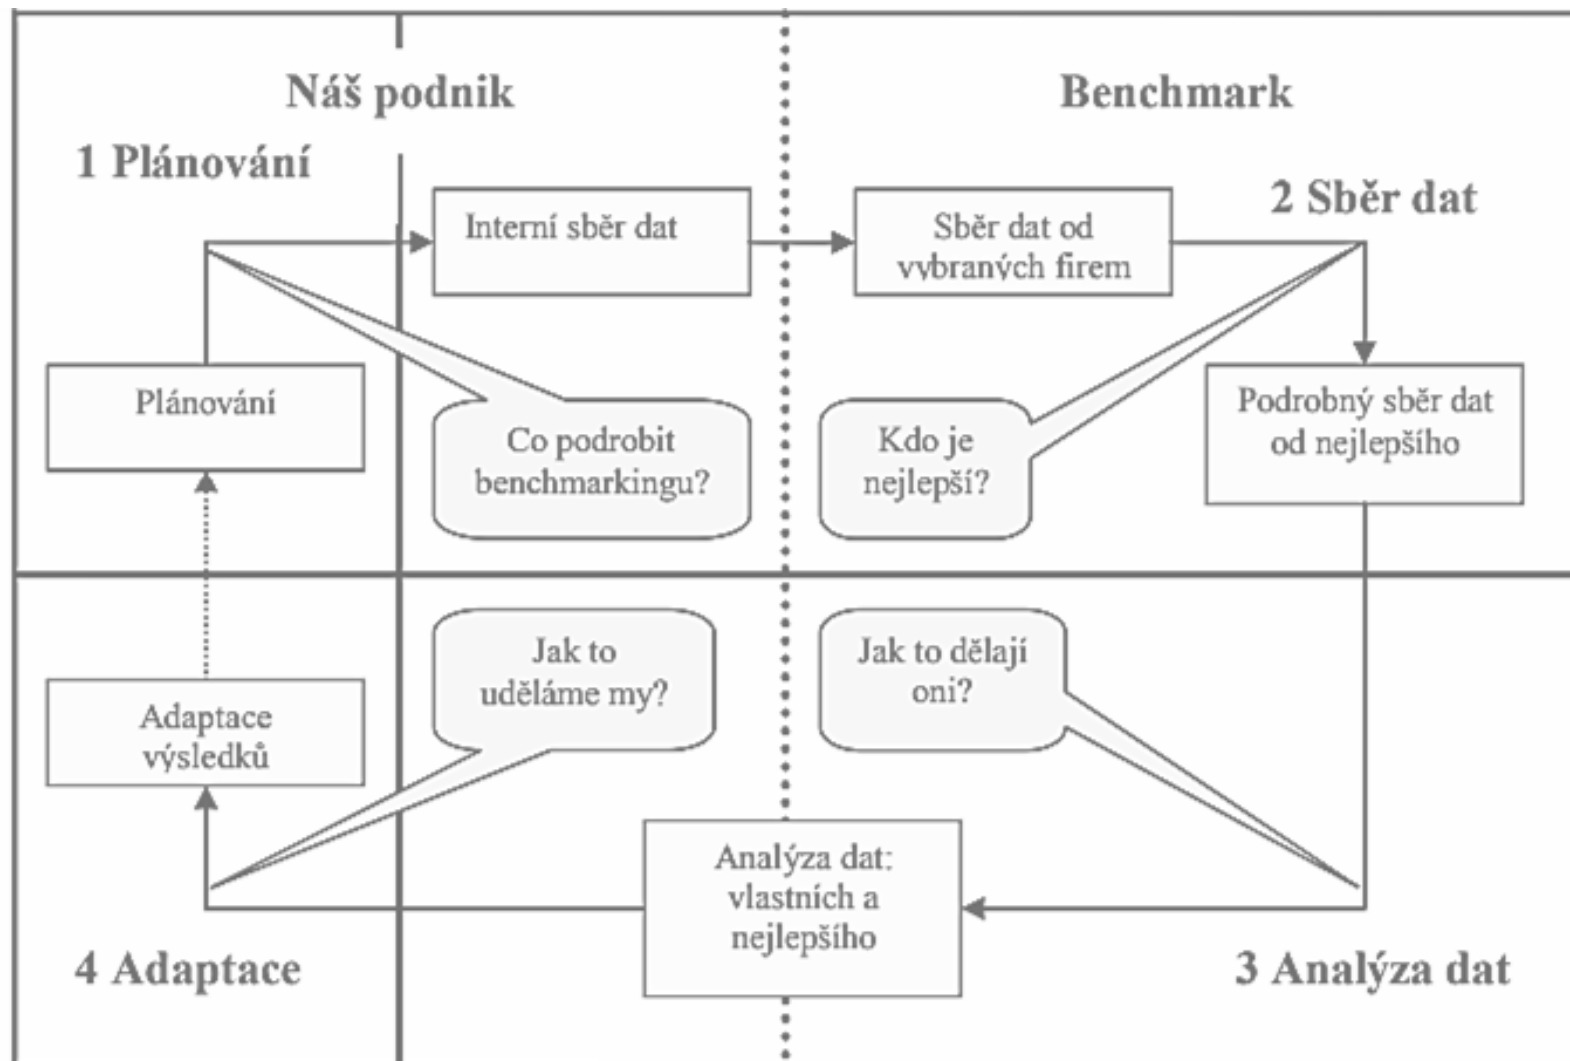 Náš podnik
Benchmark
1 Plánování
2 Sběr dat
Interní sběr dat
Sběr dat od
vybraných firem
Plánování
Podrobný sběr dat
od nejlepšího
Co podrobit
benchmarkingu?
Kdo je
nejlepší?
Jak to
uděláme my?
Jak to dělají
oni?
Adaptace
výsledků
Analýza dat:
vlastních a
nejlepšího
4 Adaptace
3 Analýza dat